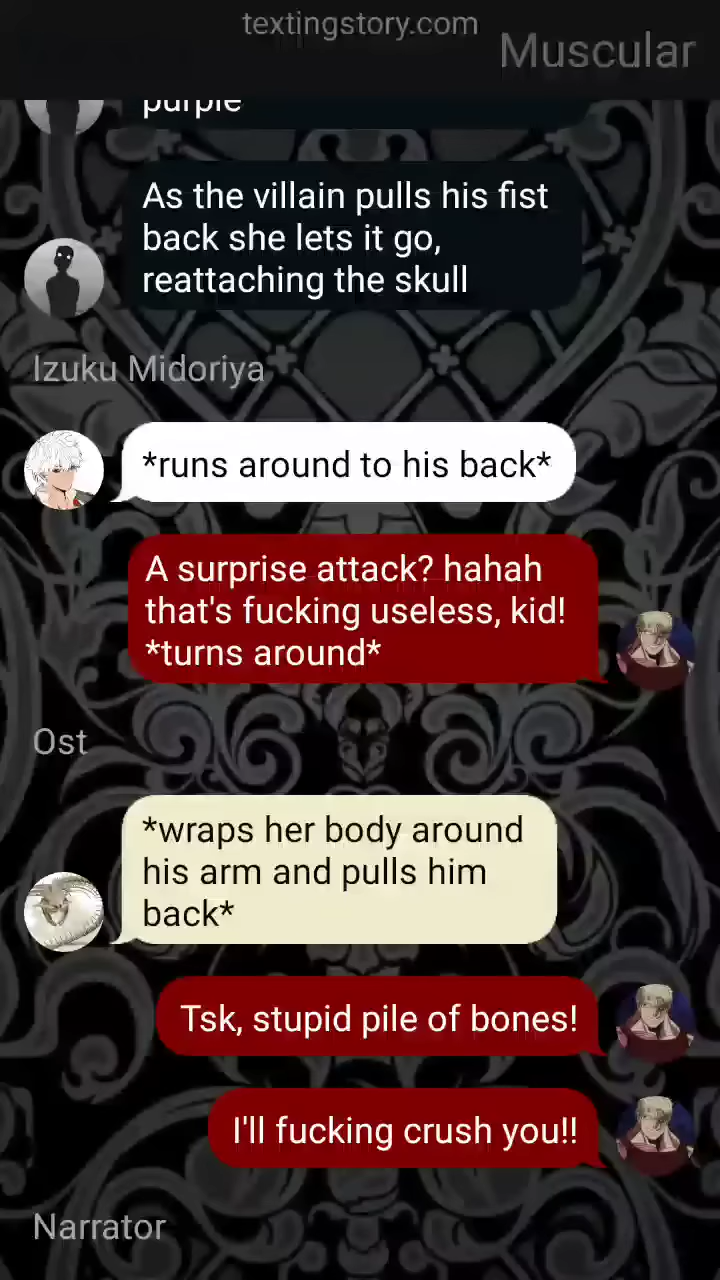 textingstory.com
Muscular
purple
As the villain pulls his fist
back she lets it go,
reattaching the skull
Izuku Midoriya
*runs around to his back*
A surprise attack? hahah
that's fucking useless, kid!
*turns around*
Ost
*wraps her body around
his arm and pulls him
back*
Tsk, stupid pile of bones!
I'll fucking crush you!!
Narrator